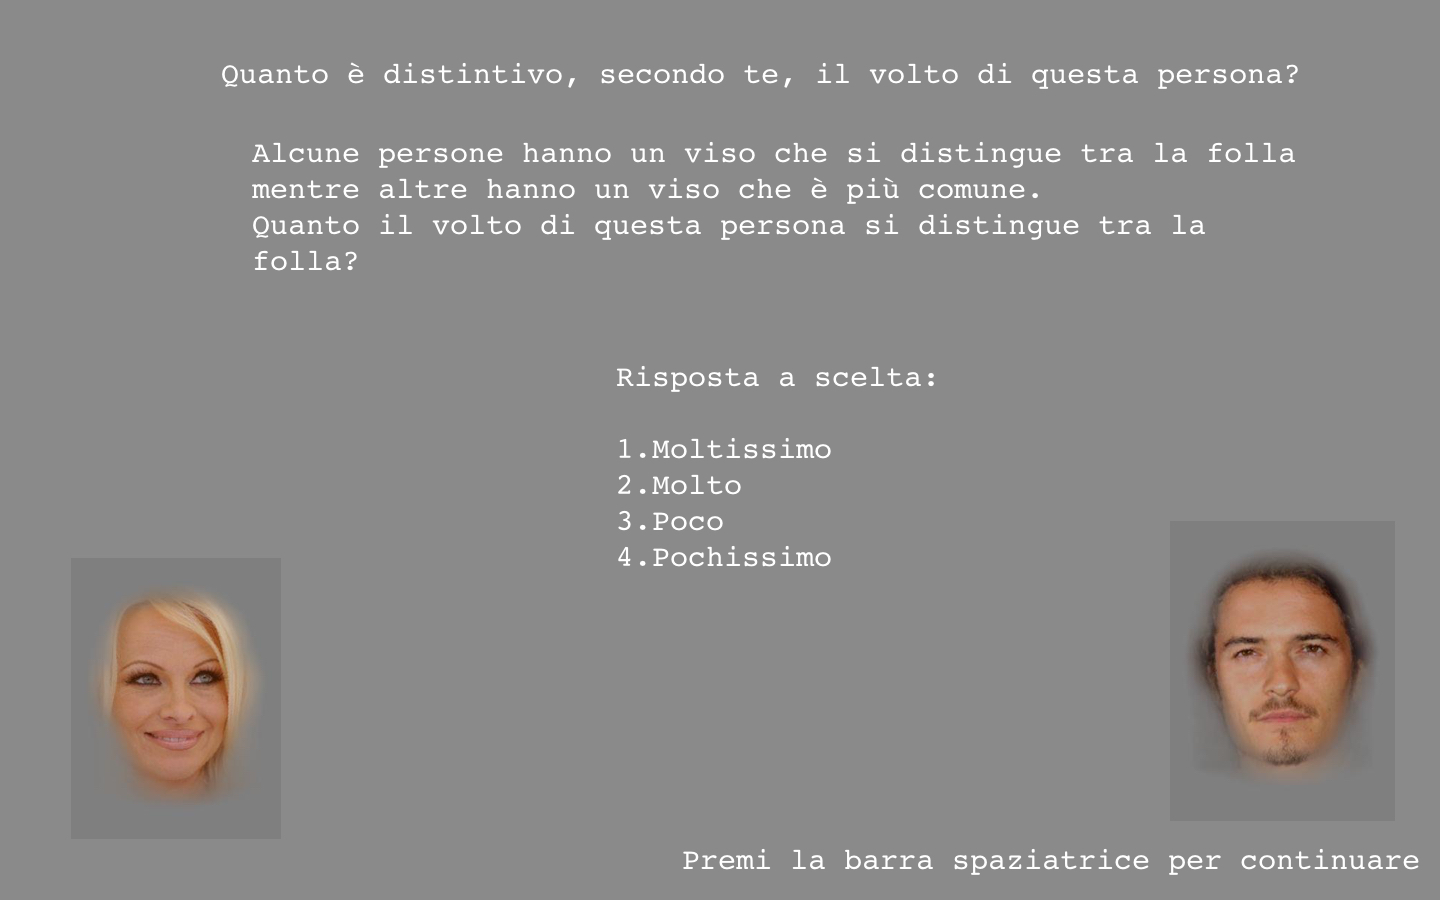 Quanto è distintivo, secondo te, il volto di questa persona?
Alcune persone hanno un viso che si distingue tra la folla
mentre altre hanno un viso che è più comune.
Quanto il volto di questa persona si distingue tra la
folla?
Risposta a scelta:
1.Moltissimo
2.Molto
3.Poco
4.Pochissimo
Premi la barra spaziatrice per continuare